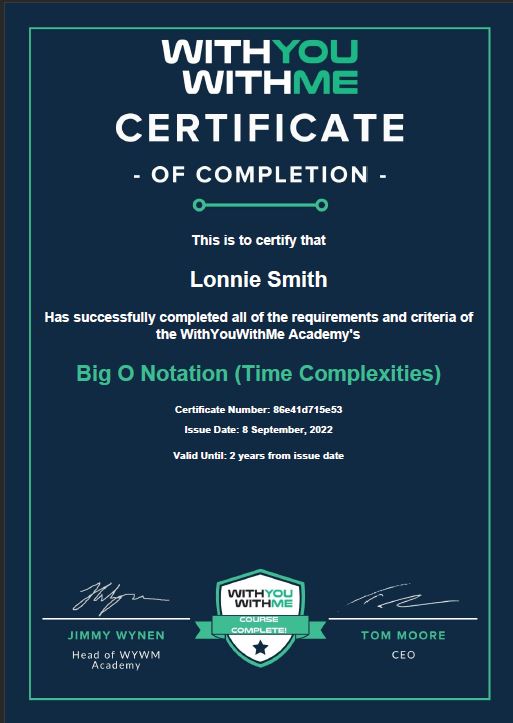 WITHYOU
WITHME
CERTIFICATE
- OF COMPLETION -
This is to certify that
Lonnie Smith
Has successfully completed all of the requirements and criteria of
the WithYouWithMe Academy's
Big O Notation (Time Complexities)
Certificate Number: 86e41d715e53
Issue Date: 8 September, 2022
Valid Until: 2 years from issue date
WITHYOU
WITHME
COURSE
COMPLETE!
JIMMY WYNEN
Head of WYWM
Academy
TOM MOORE
CEO